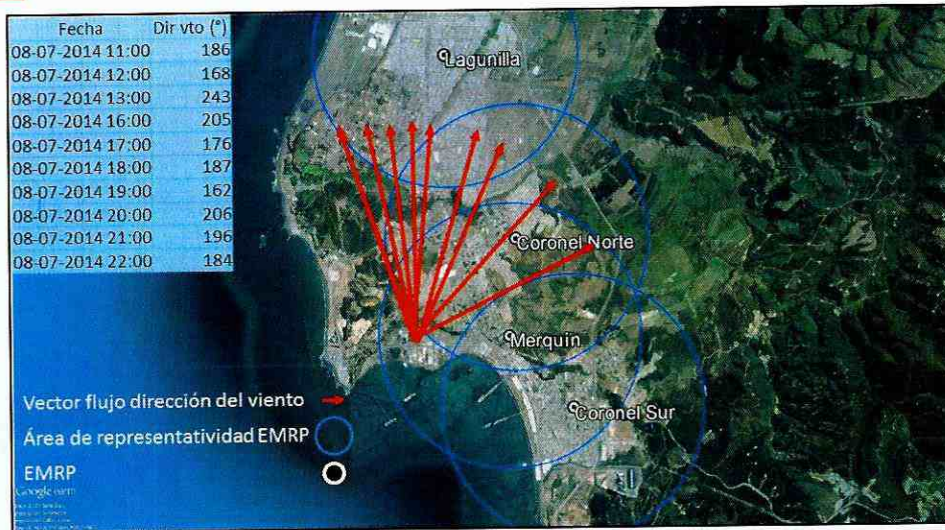 Fecha Dir vto (°)
08-07-2014 11:00 186
08-07-2014 12:00 168
08-07-2014 13:00 243
08-07-2014 16:00 205
08-07-2014 17:00 176
08-07-2014 18:00 187
08-07-2014 19:00 162
08-07-2014 20:00 206
08-07-2014 21:00 196
08-07-2014 22:00 184
Lagunilla
Coronel Norte
Merquín
Coronel Sur
Vector flujo dirección del viento
Área de representatividad EMRP
EMRP
Google earth